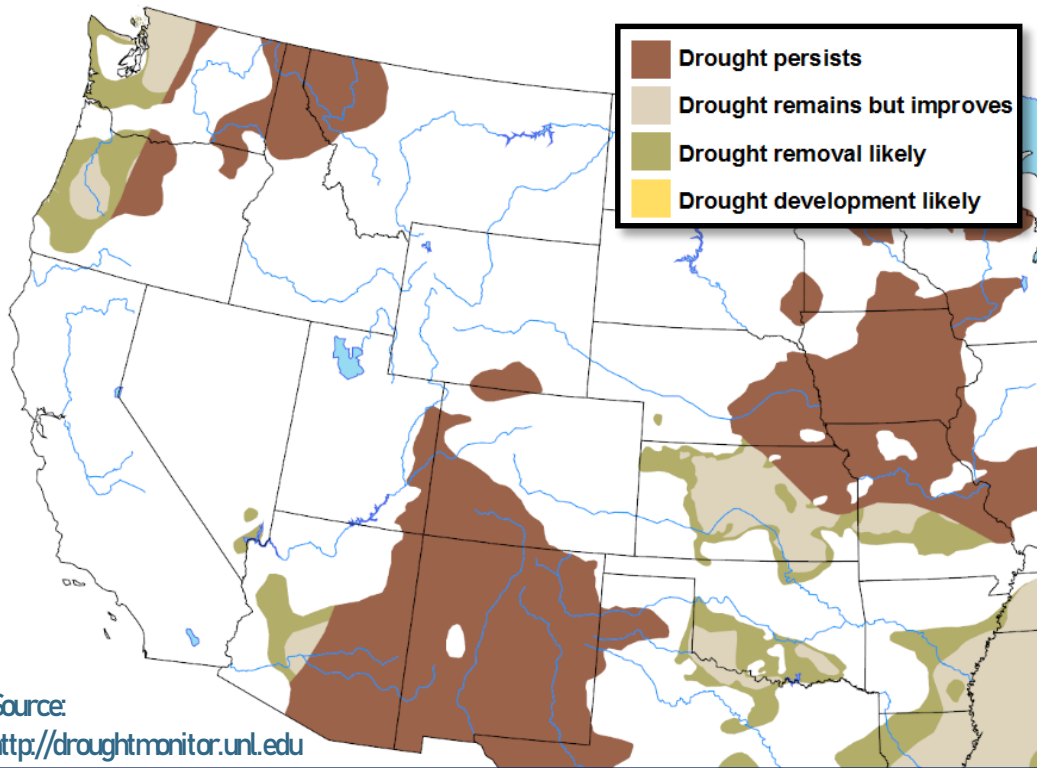 Drought persists
Drought remains but improves
Drought removal likely
Drought development likely
Source:
http://droughtmonitor.unl.edu